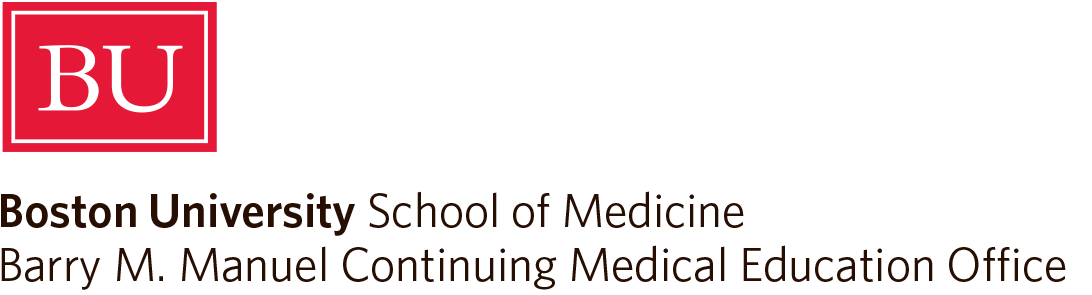 BU
Boston University School of Medicine
Barry M. Manuel Continuing Medical Education Office